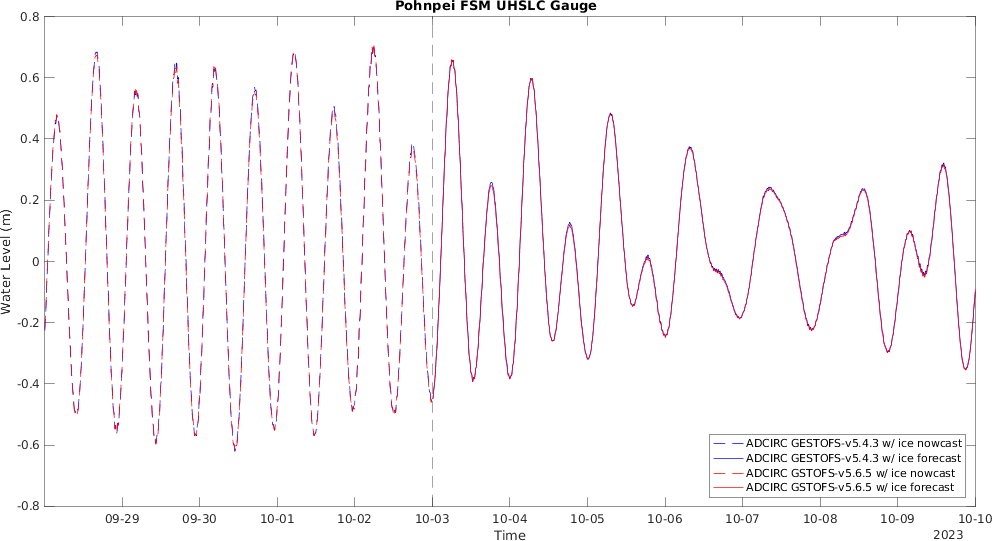 Pohnpei FSM UHSLC Gauge
0.8
0.6
0.4
0.2
0
-0.2
-0.4
-0.6
-0.8
Water Level (m)
ADCIRC GESTOFS-v5.4.3 w/ ice nowcast
ADCIRC GESTOFS-v5.4.3 w/ ice forecast
ADCIRC GSTOFS-v5.6.5 w/ ice nowcast
ADCIRC GSTOFS-v5.6.5 w/ ice forecast
09-29 09-30 10-01 10-02 10-03 10-04 10-05 10-06 10-07 10-08 10-09 10-10
Time
2023